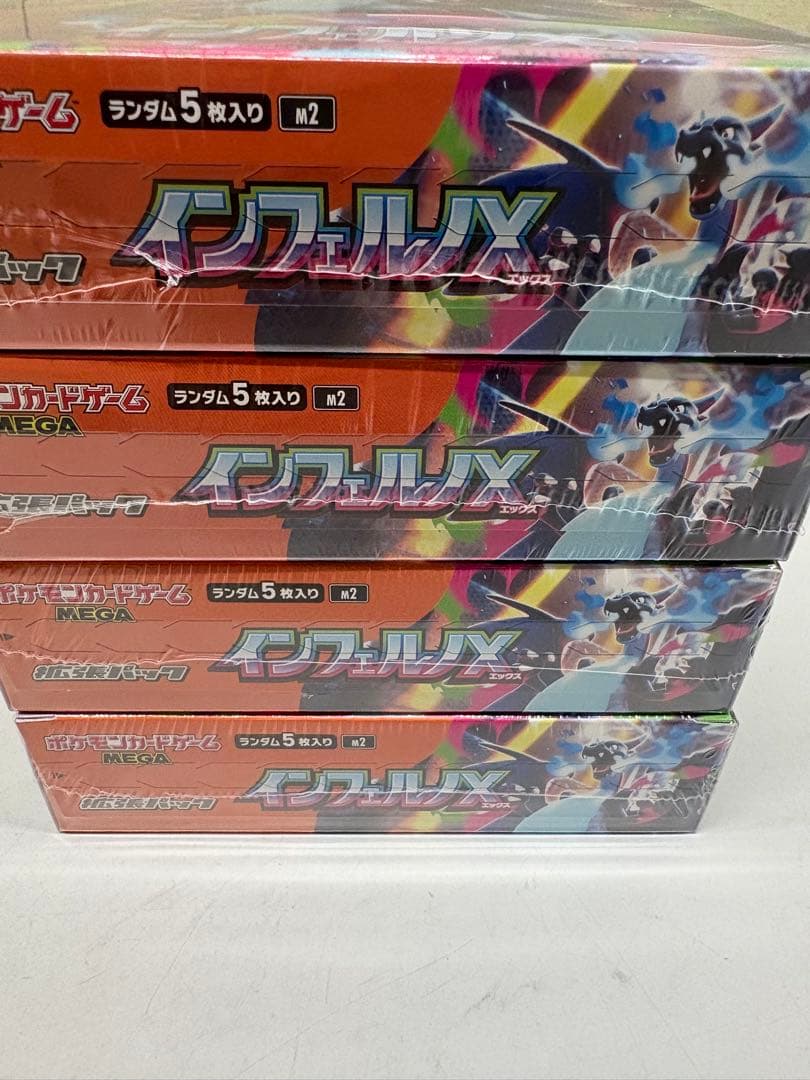 ゲーム
ランダム5枚入り M2
インフェルノX
エックス
パック
ンカードゲーム
MEGA
ランダム5枚入り M2
インフェルノX
エックス
拡張パック
ポケモンカードゲーム
MEGA
ランダム5枚入り M2
インフェルノX
エックス
拡張パック
ポケモンカードゲーム
MEGA
ランダム5枚入り M2
インフェルノX
エックス
拡張パック